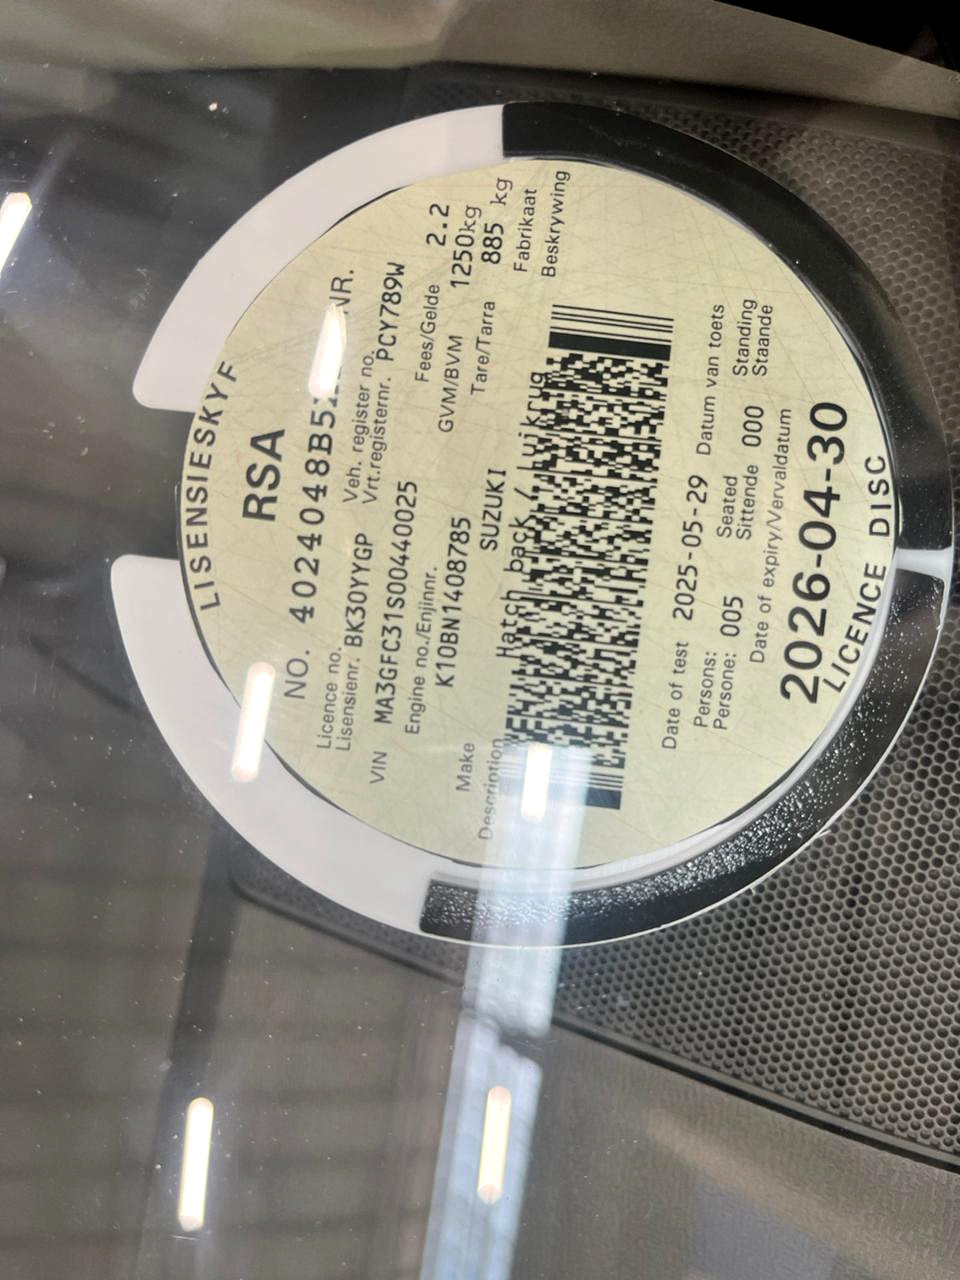 LISENSIESKYF
RSA
NO. 4024048B5 NR.
Licence no. Veh. register no.
Lisensienr. BK30YYGP Vrt.registernr. PCY789W
VIN MA3GFC31S00440025
Engine no./Enjinnr. Fees/Gelde 2.2
K10BN1408785 GVM/BVM 1250kg
Tare/Tarra 885 kg
Make SUZUKI Fabrikaat
Description Hatch back / Luikrug Beskrywing
Date of test 2025-05-29 Datum van toets
Persons: Seated Standing
Persone: 005 Sittende 000 Staande
Date of expiry/Vervaldatum
2026-04-30
LICENCE DISC